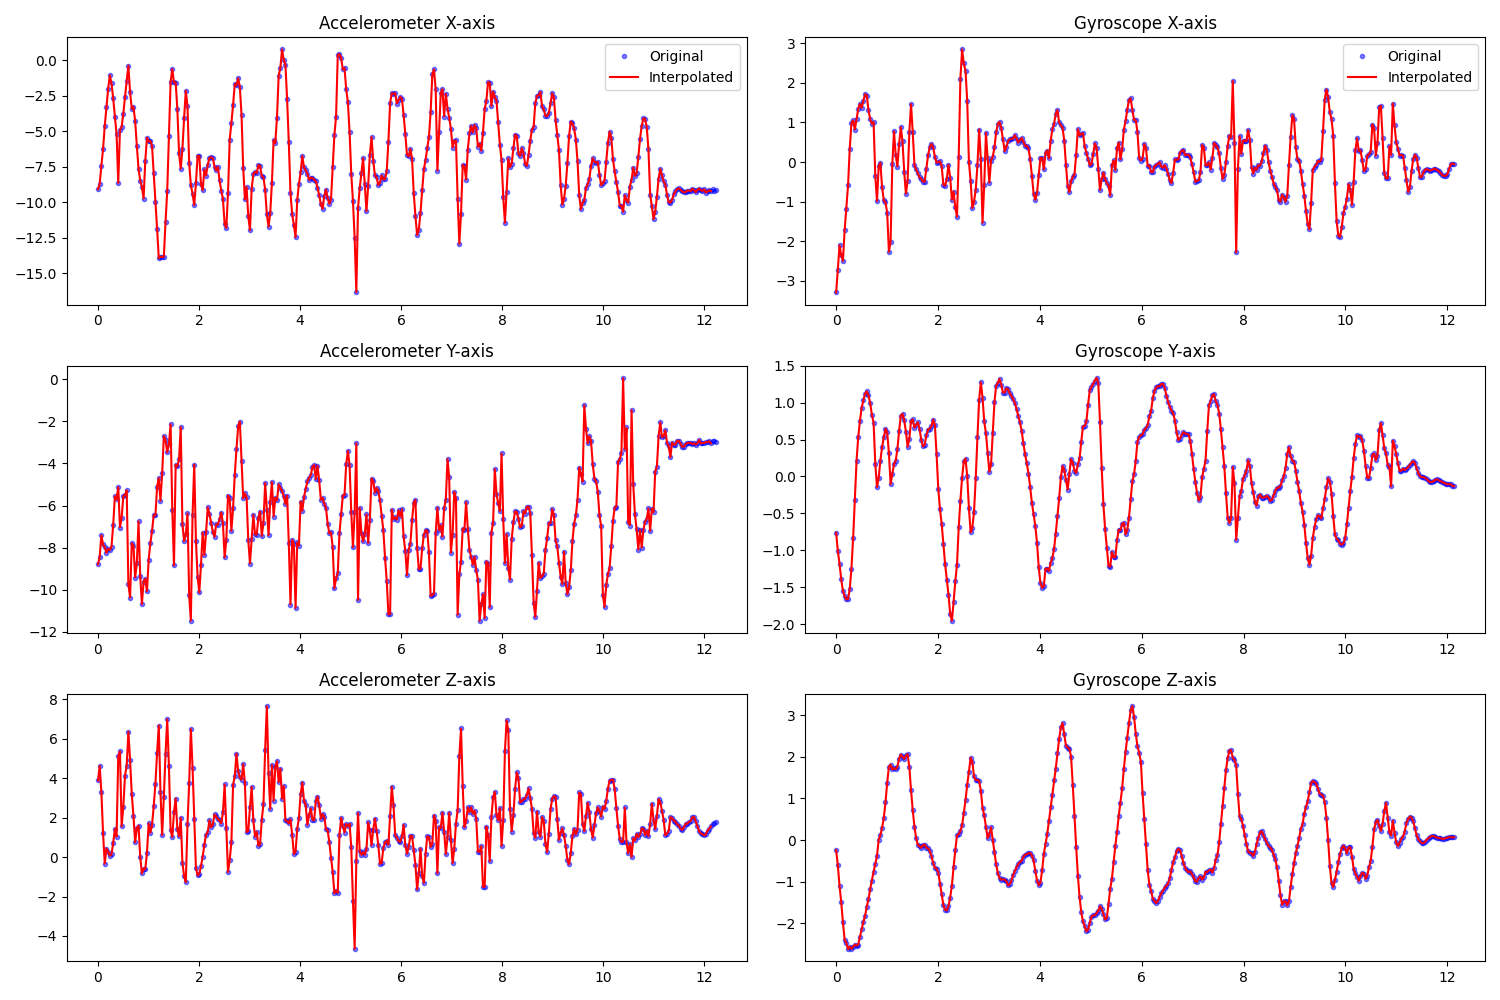 Accelerometer X-axis
Original
Interpolated
0.0
−2.5
−5.0
−7.5
−10.0
−12.5
−15.0
0 2 4 6 8 10 12
Gyroscope X-axis
Original
Interpolated
3
2
1
0
−1
−2
−3
0 2 4 6 8 10 12
Accelerometer Y-axis
0
−2
−4
−6
−8
−10
−12
0 2 4 6 8 10 12
Gyroscope Y-axis
1.5
1.0
0.5
0.0
−0.5
−1.0
−1.5
−2.0
0 2 4 6 8 10 12
Accelerometer Z-axis
8
6
4
2
0
−2
−4
0 2 4 6 8 10 12
Gyroscope Z-axis
3
2
1
0
−1
−2
0 2 4 6 8 10 12